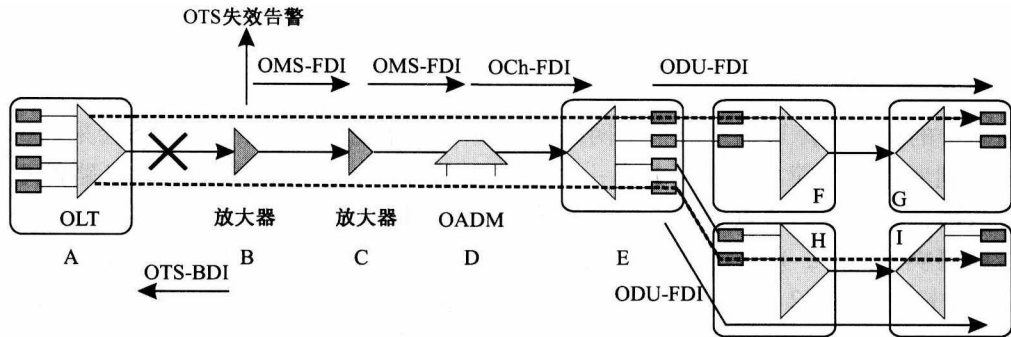 OTS失效告警
OMS-FDI
OMS-FDI
OCh-FDI
ODU-FDI
OLT
放大器
放大器
OADM
F
G
H
I
A
B
C
D
E
OTS-BDI
ODU-FDI